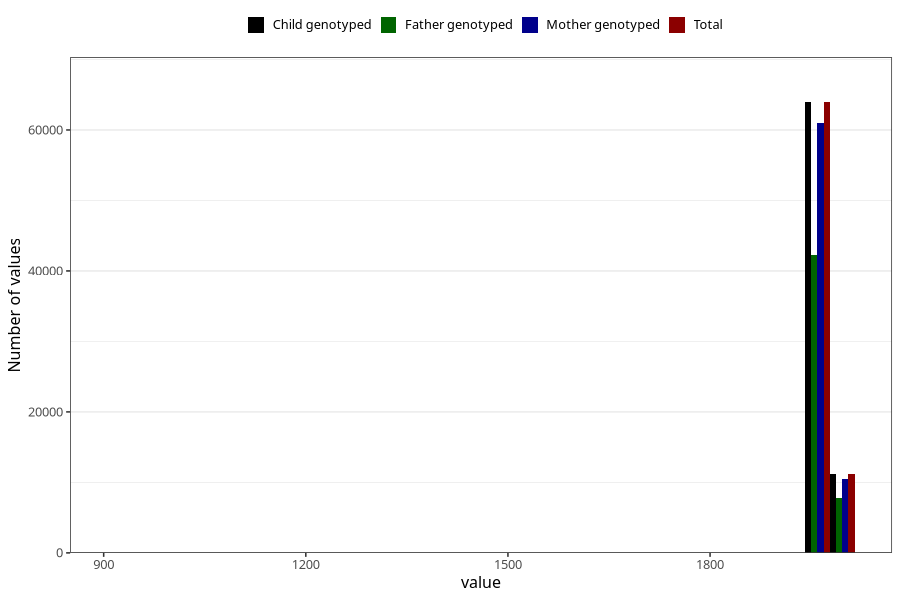 Child genotyped Father genotyped Mother genotyped Total
Number of values
60000
40000
20000
0
900 1200 1500 1800
value